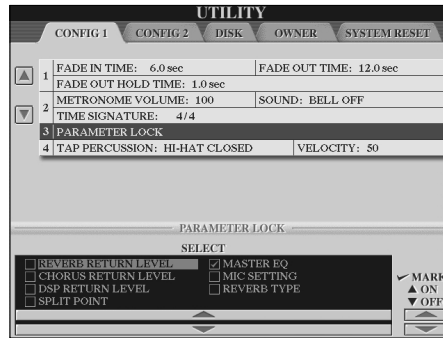 UTILITY
CONFIG 1 CONFIG 2 DISK OWNER SYSTEM RESET
1 FADE IN TIME: 6.0 sec FADE OUT TIME: 12.0 sec
FADE OUT HOLD TIME: 1.0 sec
2 METRONOME VOLUME: 100 SOUND: BELL OFF
TIME SIGNATURE: 4/4
3 PARAMETER LOCK
4 TAP PERCUSSION: HI-HAT CLOSED VELOCITY: 50
PARAMETER LOCK
SELECT
REVERB RETURN LEVEL MASTER EQ
CHORUS RETURN LEVEL MIC SETTING
DSP RETURN LEVEL REVERB TYPE
SPLIT POINT
MARK
▲ ON
▼ OFF